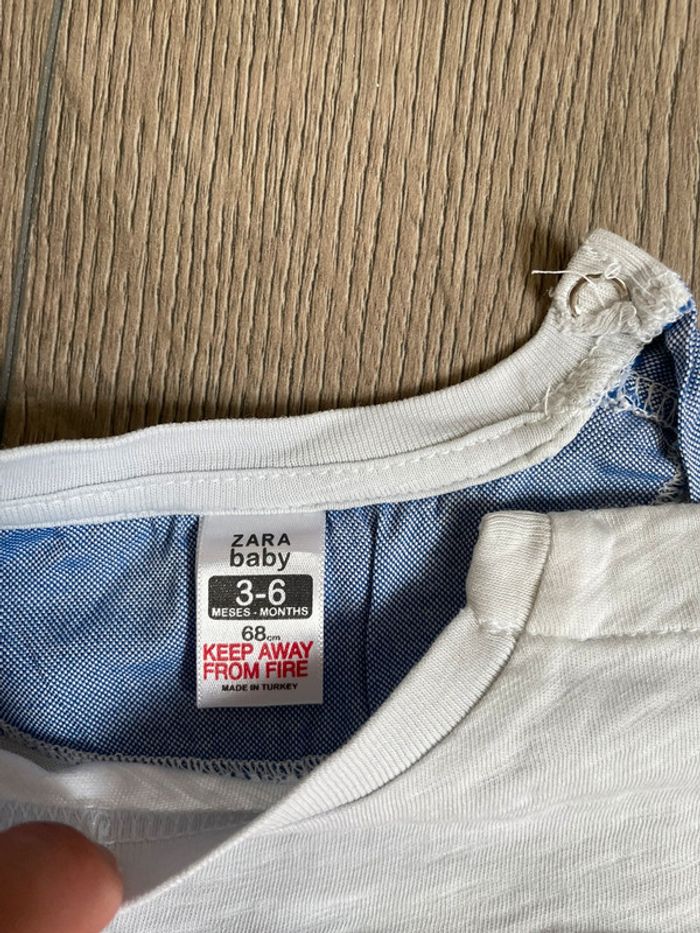 ZARA
baby
3-6
MESES - MONTHS
68cm
KEEP AWAY
FROM FIRE
MADE IN TURKEY